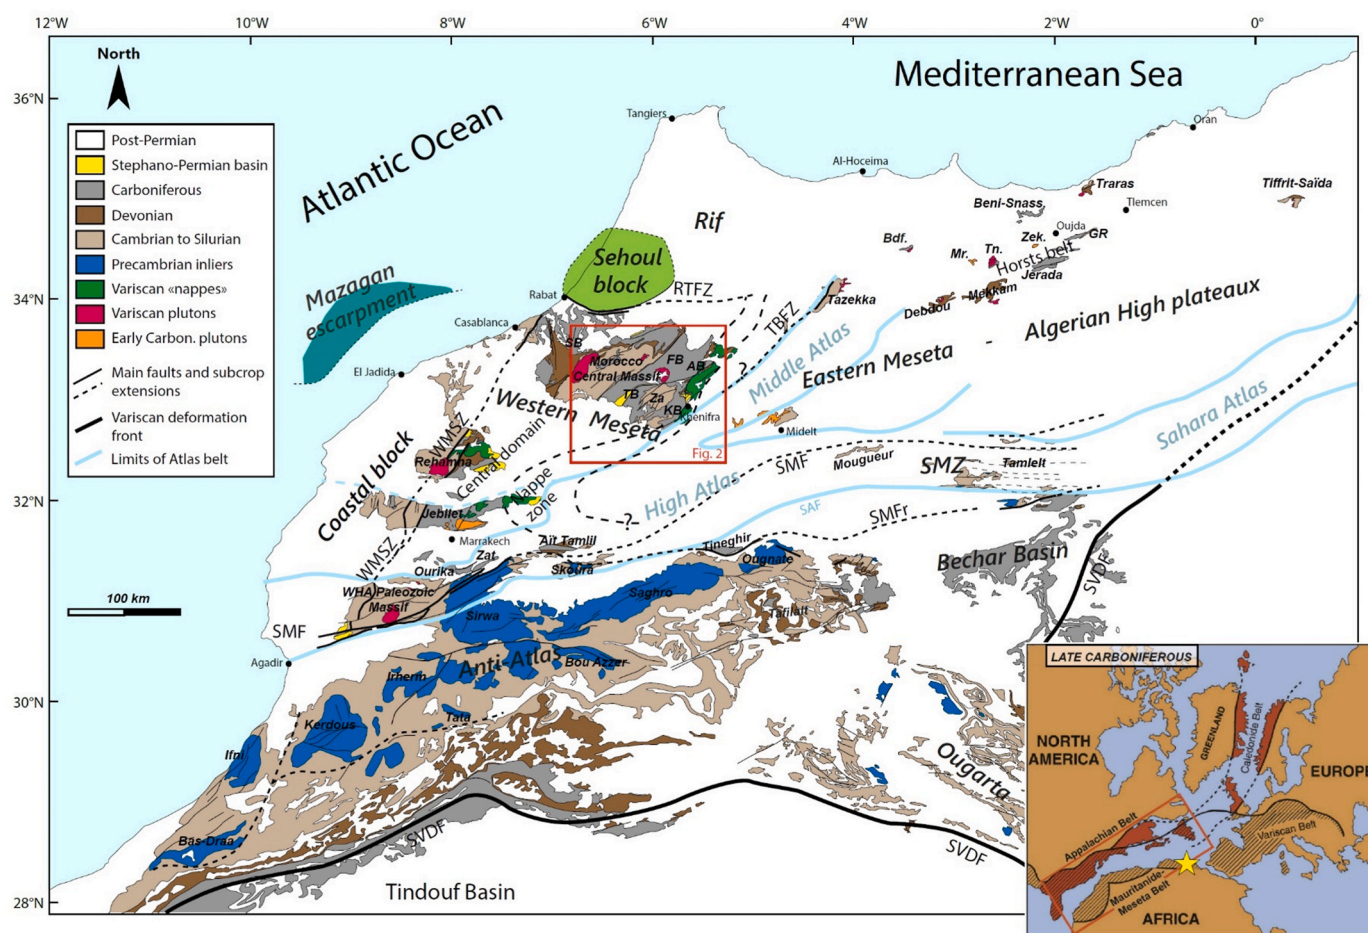 12°W
10°W
8°W
6°W
4°W
2°W
0°
North
36°N
34°N
32°N
30°N
28°N
Mediterranean Sea
Atlantic Ocean
Post-Permian
Stephano-Permian basin
Carboniferous
Devonian
Cambrian to Silurian
Precambrian inliers
Variscan «nappes»
Variscan plutons
Early Carbon. plutons
Main faults and subcrop
extensions
Variscan deformation
front
Limits of Atlas belt
100 km
Tangiers
Oran
Al-Hoceima
Traras
Tlemcen
Tiffrit-Saïda
Beni-Snass.
Oujda
GR
Zek.
Bdf.
Mr.
Tn.
Horsts belt
Jerada
Mekkam
Debdou
Rif
Sehoul
block
Rabat
RTFZ
TBFZ
Tazekka
Mazagan
escarpment
Casablanca
El Jadida
SB
Morocco
Central Massif
FB
AB
TB
Za
KB
Khenifra
Fig. 2
?
Middle Atlas
Eastern Meseta - Algerian High plateaux
Western Meseta
Midelt
Sahara Atlas
Coastal block
WMSZ
Rehamna
Central domain
Nappe
zone
?
High Atlas
SMF
Mougueur
SMZ
Tamlelt
SAF
SMFr
Jebilet
Marrakech
WMSZ
Zat
Ourika
Aït Tamlil
Skoura
Tineghir
Ougnate
Bechar Basin
SVDF
WHA Paleozoic
Massif
Saghro
Sirwa
Tafilalt
SMF
Agadir
Anti-Atlas
Bou Azzer
Irherm
Kerdous
Tata
Ifni
Bas-Draa
Ougarta
SVDF
SVDF
Tindouf Basin
LATE CARBONIFEROUS
NORTH
AMERICA
GREENLAND
Caledonide Belt
EUROPE
Appalachian Belt
Variscan Belt
Mauritanide-
Meseta Belt
AFRICA